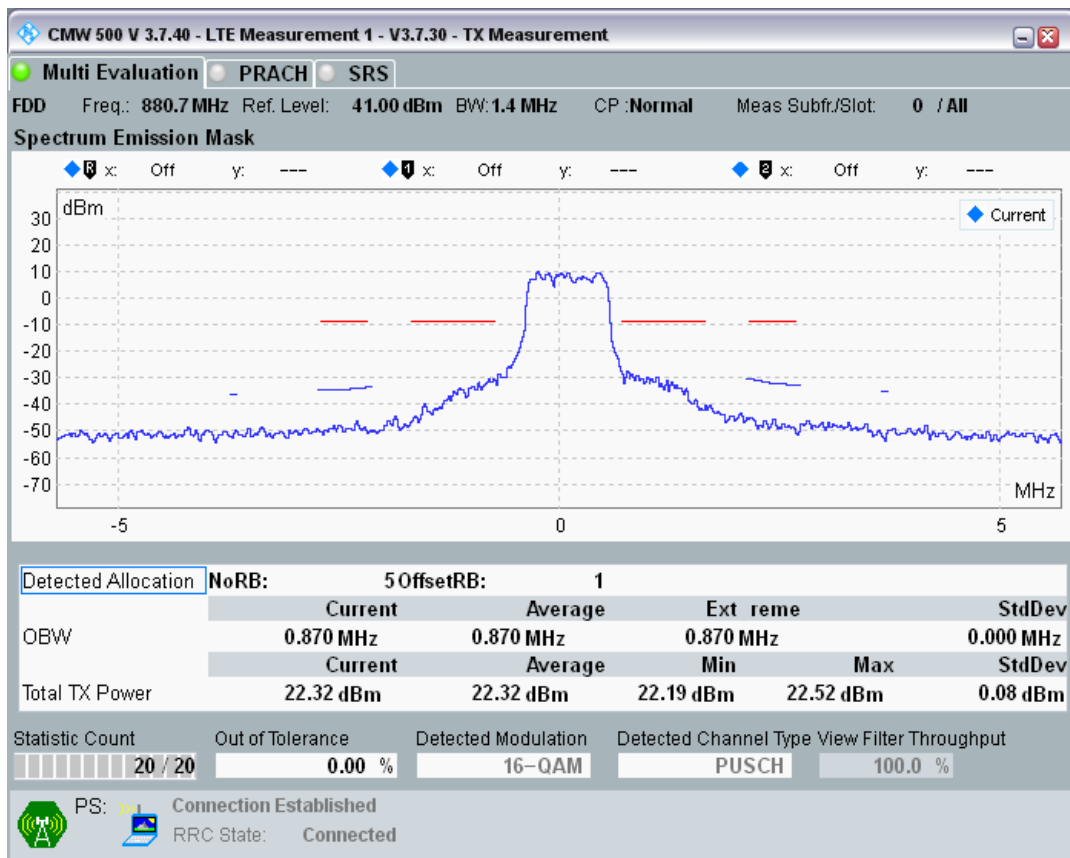 CMW 500 V 3.7.40 - LTE Measurement 1 - V3.7.30 - TX Measurement
Multi Evaluation PRACH SRS
FDD Freq.: 880.7 MHz Ref. Level: 41.00 dBm BW: 1.4 MHz CP :Normal Meas Subfr./Slot: 0 / All
Spectrum Emission Mask
R x: Off y: --- 1 x: Off y: --- 2 x: Off y: ---
dBm
Current
30
20
10
0
-10
-20
-30
-40
-50
-60
-70
MHz
-5 0 5
Detected Allocation NoRB: 5 OffsetRB: 1
Current Average Ext reme StdDev
OBW 0.870 MHz 0.870 MHz 0.870 MHz 0.000 MHz
Current Average Min Max StdDev
Total TX Power 22.32 dBm 22.32 dBm 22.19 dBm 22.52 dBm 0.08 dBm
Statistic Count Out of Tolerance Detected Modulation Detected Channel Type View Filter Throughput
20 / 20 0.00 % 16-QAM PUSCH 100.0 %
PS: Connection Established
RRC State: Connected